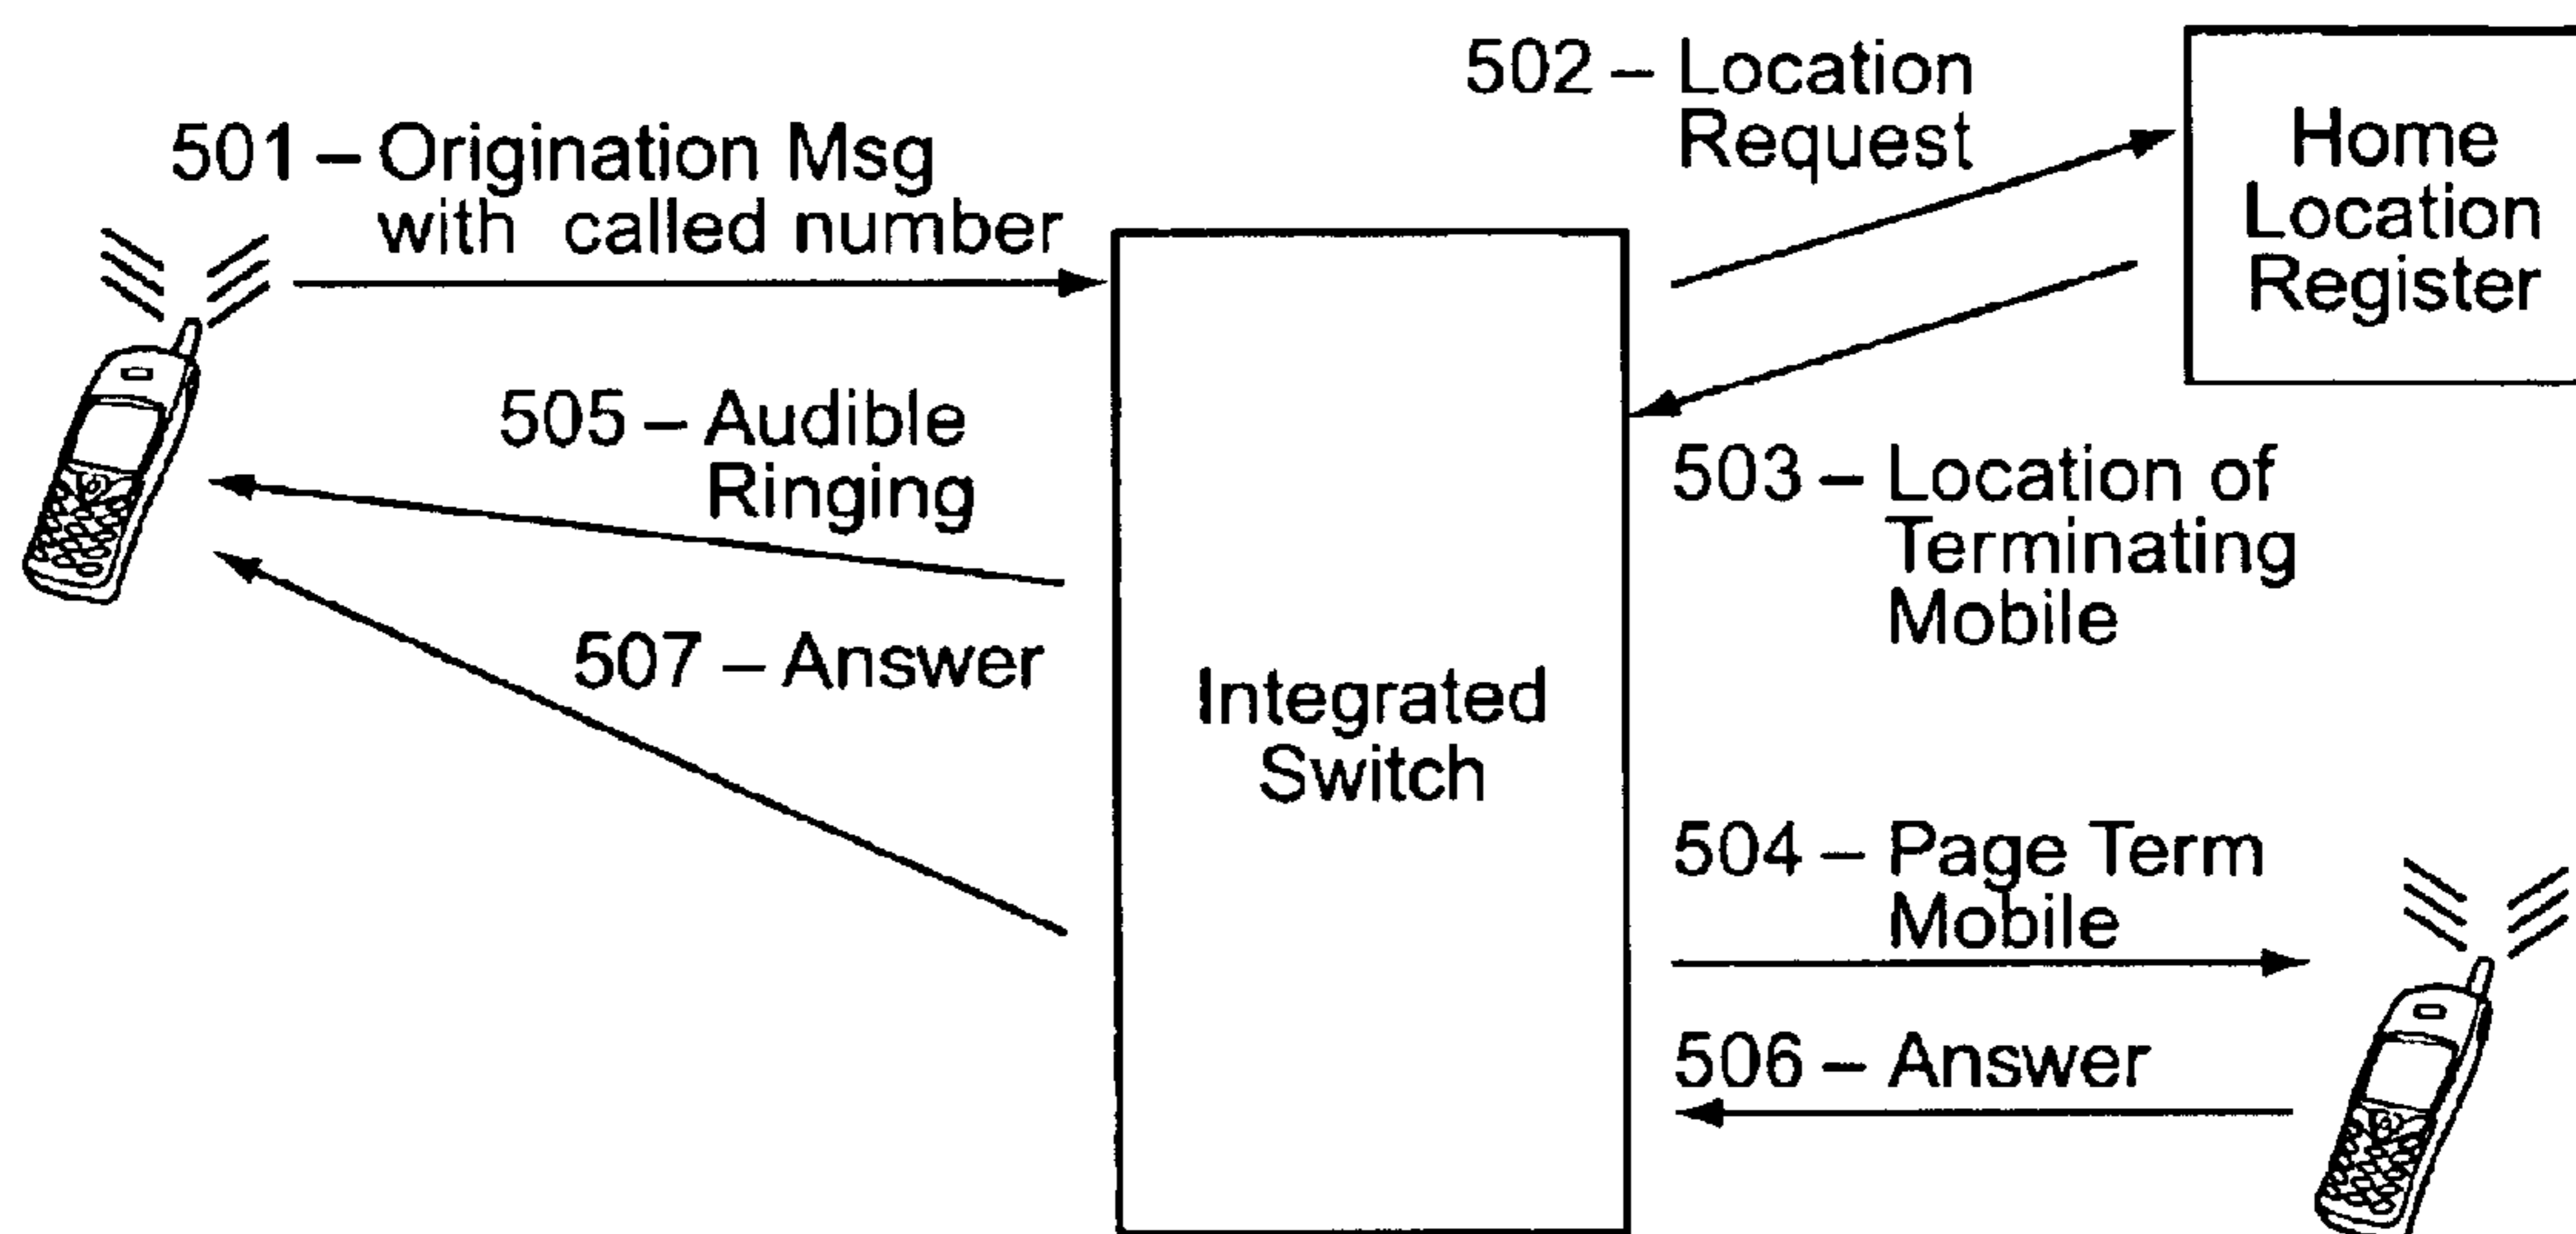 501 – Origination Msg
with called number
502 – Location
Request
Home
Location
Register
505 – Audible
Ringing
503 – Location of
Terminating
Mobile
507 – Answer
Integrated
Switch
504 – Page Term
Mobile
506 – Answer